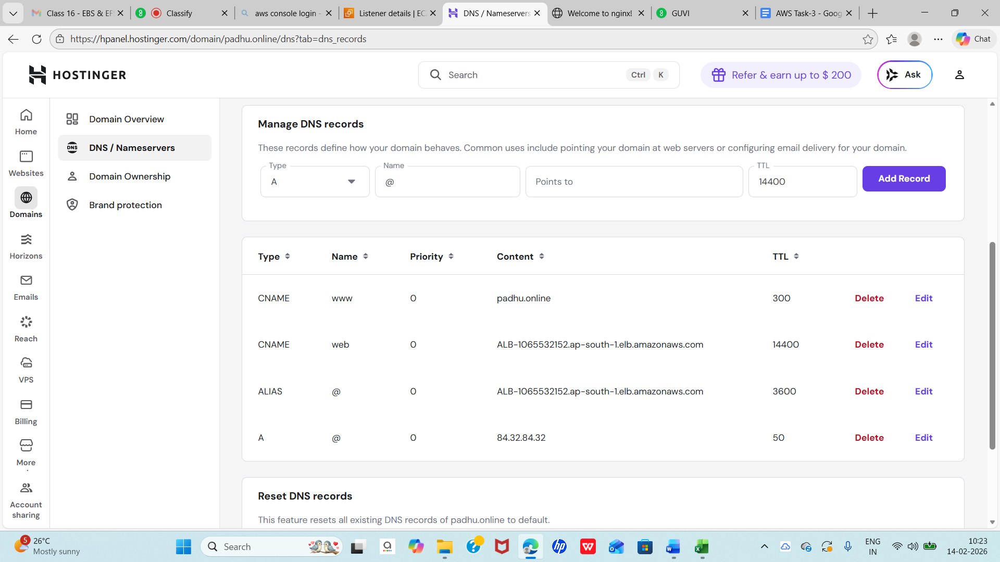 Class 16 - EBS & EFS
Classify
aws console login -
Listener details | EC2
DNS / Nameservers
Welcome to nginx!
GUVI
AWS Task-3 - Goog
https://hpanel.hostinger.com/domain/padhu.online/dns?tab=dns_records
Chat
HOSTINGER
Search
Ctrl
K
Refer & earn up to $ 200
Ask
Home
Websites
Domains
Horizons
Emails
Reach
VPS
Billing
More
Account
sharing
Domain Overview
DNS
DNS / Nameservers
Domain Ownership
Brand protection
Manage DNS records
These records define how your domain behaves. Common uses include pointing your domain at web servers or configuring email delivery for your domain.
Type
A
Name
@
Points to
TTL
14400
Add Record
Type Name Priority Content TTL
CNAME www 0 padhu.online 300 Delete Edit
CNAME web 0 ALB-1065532152.ap-south-1.elb.amazonaws.com 14400 Delete Edit
ALIAS @ 0 ALB-1065532152.ap-south-1.elb.amazonaws.com 3600 Delete Edit
A @ 0 84.32.84.32 50 Delete Edit
Reset DNS records
This feature resets all existing DNS records of padhu.online to default.
5
26°C
Mostly sunny
Search
ENG
IN
10:23
14-02-2026